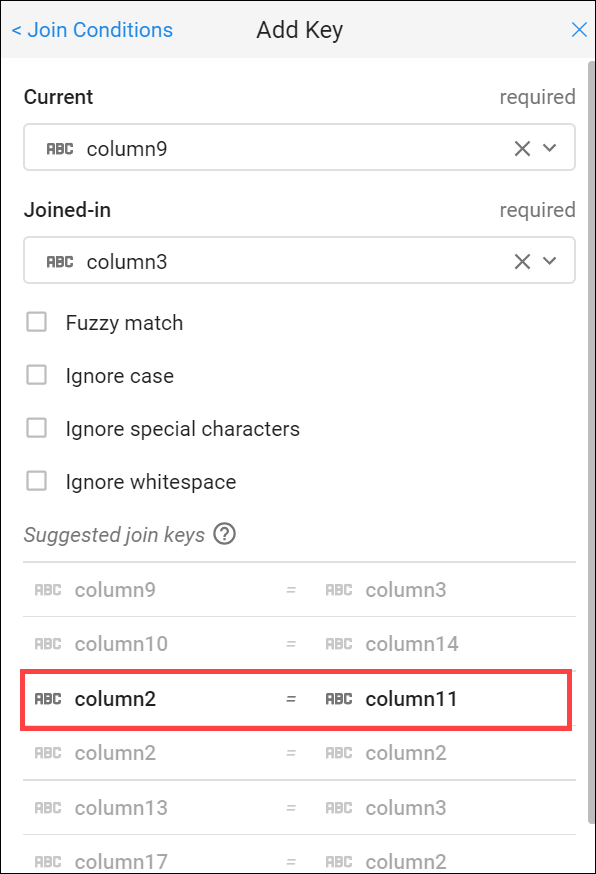 < Join Conditions Add Key
Current required
ABC column9
Joined-in required
ABC column3
Fuzzy match
Ignore case
Ignore special characters
Ignore whitespace
Suggested join keys ?
ABC column9 = ABC column3
ABC column10 = ABC column14
ABC column2 = ABC column11
ABC column2 = ABC column2
ABC column13 = ABC column3
ABC column17 = ABC column2